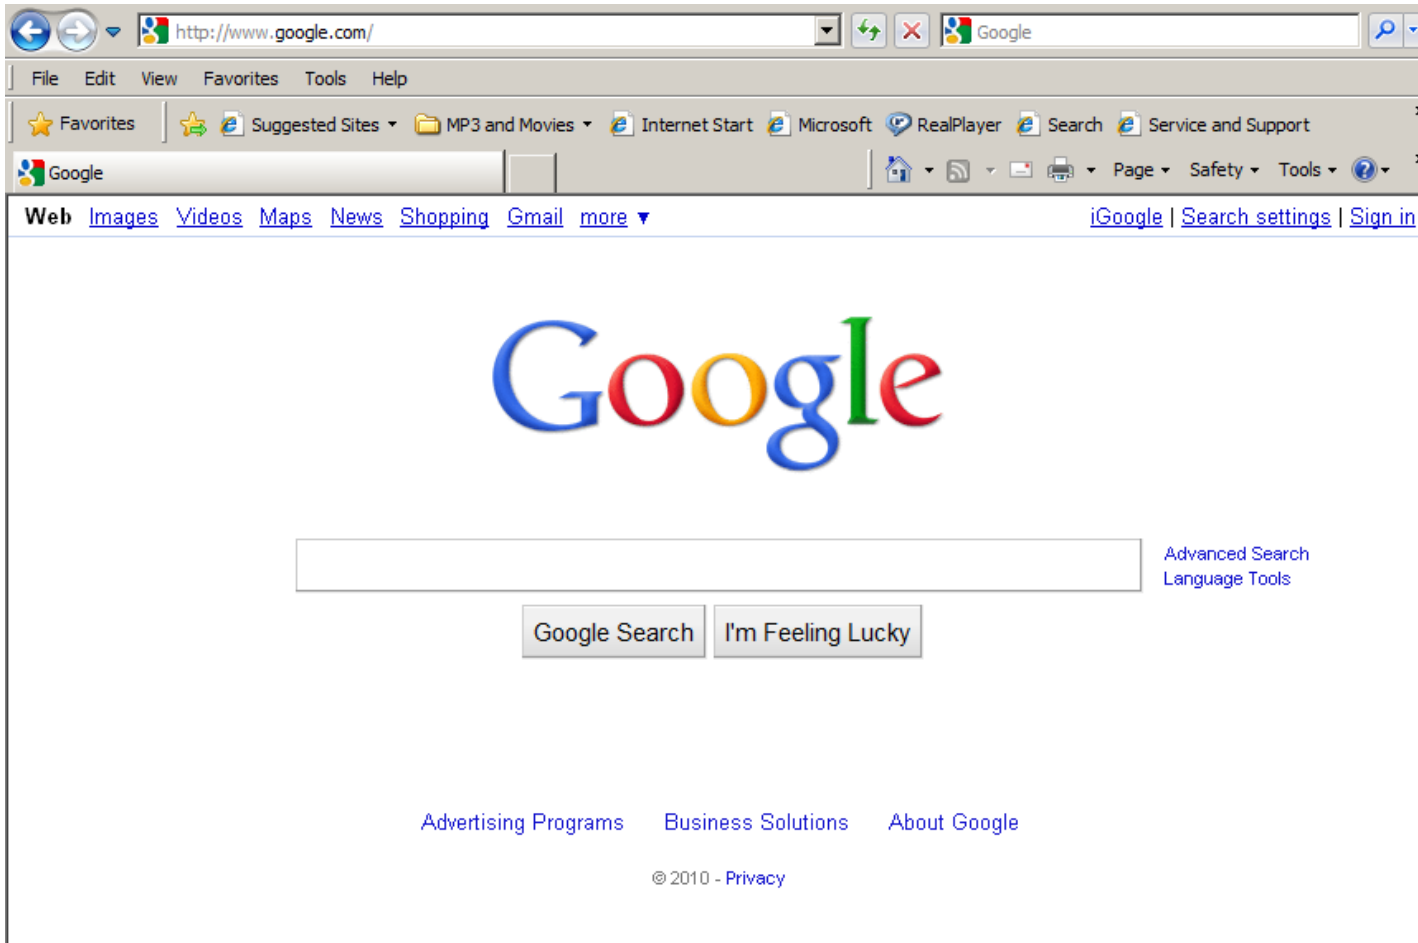 http://www.google.com/ Google
File Edit View Favorites Tools Help
Favorites Suggested Sites MP3 and Movies Internet Start Microsoft RealPlayer Search Service and Support
Google Page Safety Tools
Web Images Videos Maps News Shopping Gmail more iGoogle | Search settings | Sign in
Google
Advanced Search
Language Tools
Google Search I'm Feeling Lucky
Advertising Programs Business Solutions About Google
© 2010 - Privacy